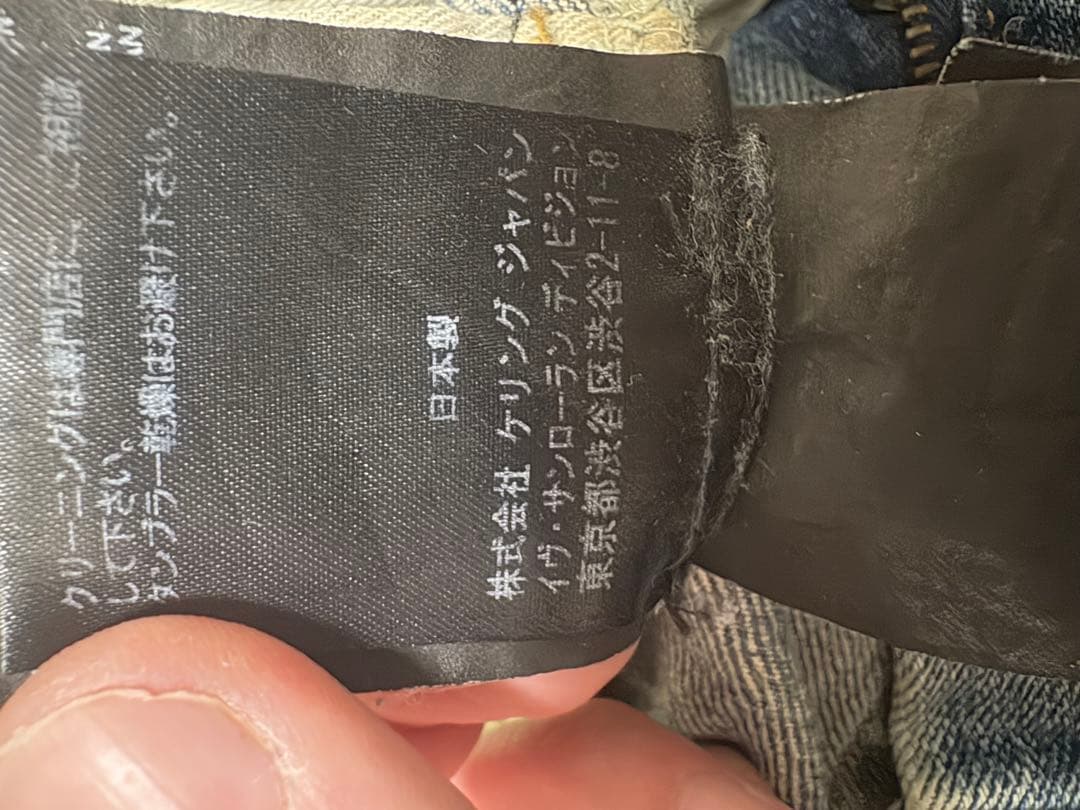 クリーニングは専門店にご相談
して下さい。
タンブラー乾燥はお避け下さい。
日本製
株式会社 ケリング ジャパン
イヴ・サンローラン ディビジョン
東京都渋谷区渋谷2-11-8